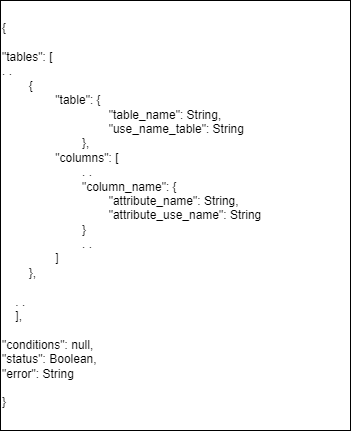 {
"tables": [
. .
{
"table": {
"table_name": String,
"use_name_table": String
},
"columns": [
. .
"column_name": {
"attribute_name": String,
"attribute_use_name": String
}
. .
]
},
. .
],
"conditions": null,
"status": Boolean,
"error": String
}